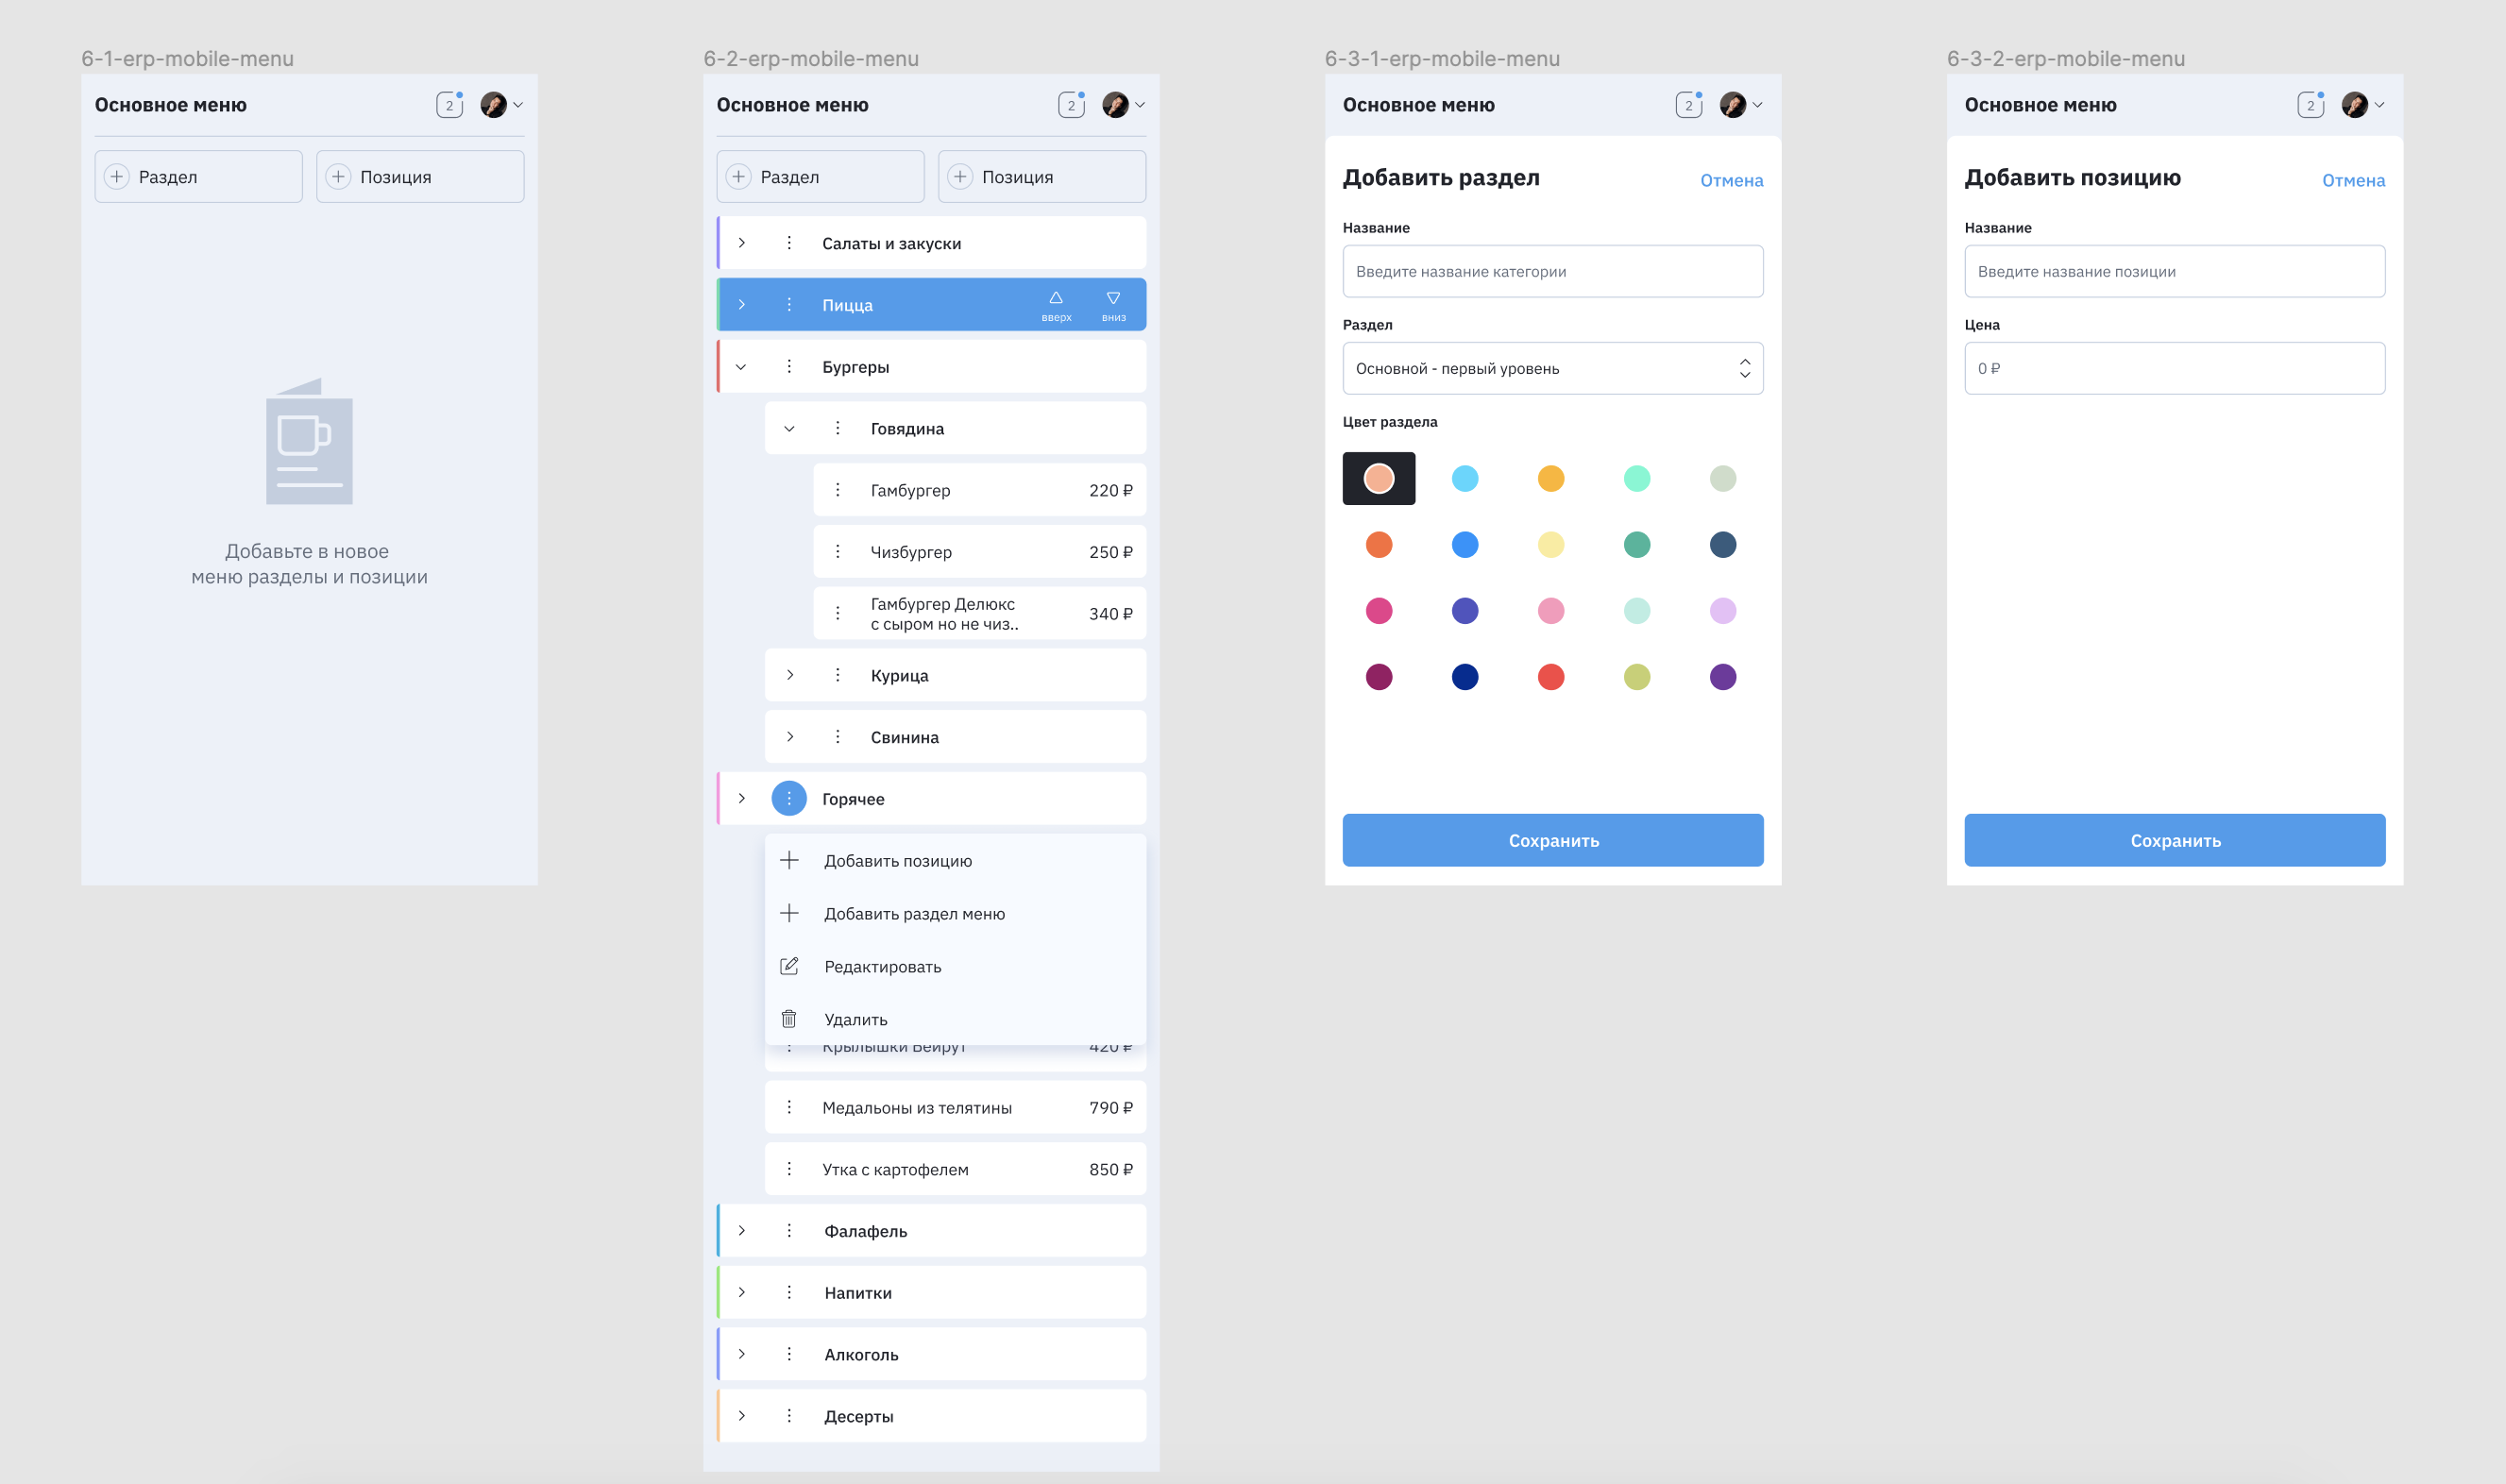 6-1-erp-mobile-menu
Основное меню
2
Раздел
Позиция
Добавьте в новое
меню разделы и позиции
6-2-erp-mobile-menu
Основное меню
2
Раздел
Позиция
Салаты и закуски
Пицца
вверх
вниз
Бургеры
Говядина
Гамбургер 220 ₽
Чизбургер 250 ₽
Гамбургер Делюкс
с сыром но не чиз..
340 ₽
Курица
Свинина
Горячее
Добавить позицию
Добавить раздел меню
Редактировать
Удалить
Крылышки Бейрут 420 ₽
Медальоны из телятины 790 ₽
Утка с картофелем 850 ₽
Фалафель
Напитки
Алкоголь
Десерты
6-3-1-erp-mobile-menu
Основное меню
2
Добавить раздел
Отмена
Название
Введите название категории
Раздел
Основной - первый уровень
Цвет раздела
Сохранить
6-3-2-erp-mobile-menu
Основное меню
2
Добавить позицию
Отмена
Название
Введите название позиции
Цена
0 ₽
Сохранить